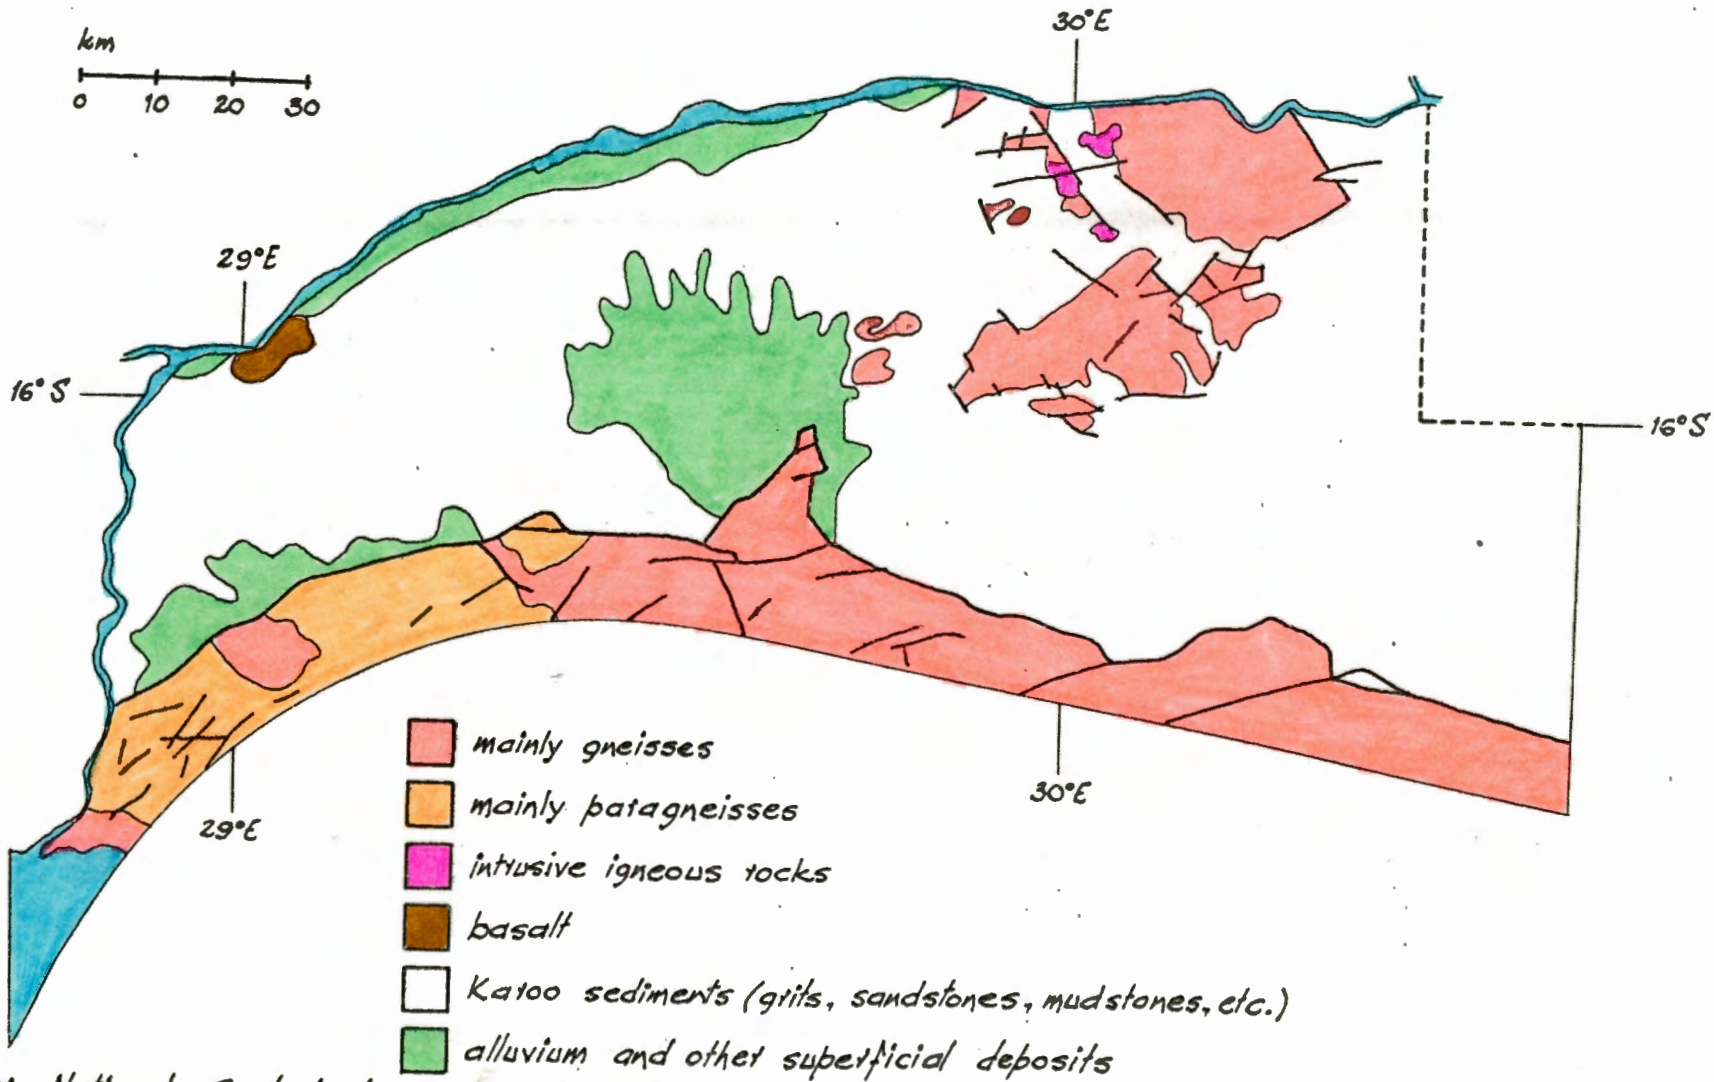 km
0 10 20 30
30°E
29°E
16°S
16°S
29°E
30°E
mainly gneisses
mainly paragneisses
intrusive igneous rocks
basalt
Karoo sediments (grits, sandstones, mudstones, etc.)
alluvium and other superficial deposits